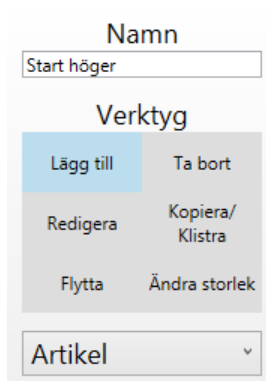 Namn
Start höger
Verktyg
Lägg till
Ta bort
Redigera
Kopiera/
Klistra
Flytta
Ändra storlek
Artikel